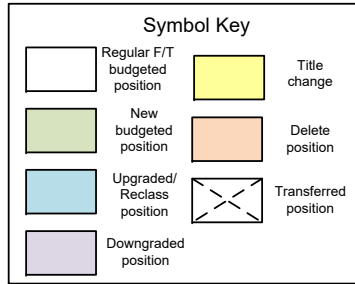 Symbol Key
Regular F/T
budgeted
position
New
budgeted
position
Upgraded/
Reclass
position
Downgraded
position
Title
change
Delete
position
Transferred
position